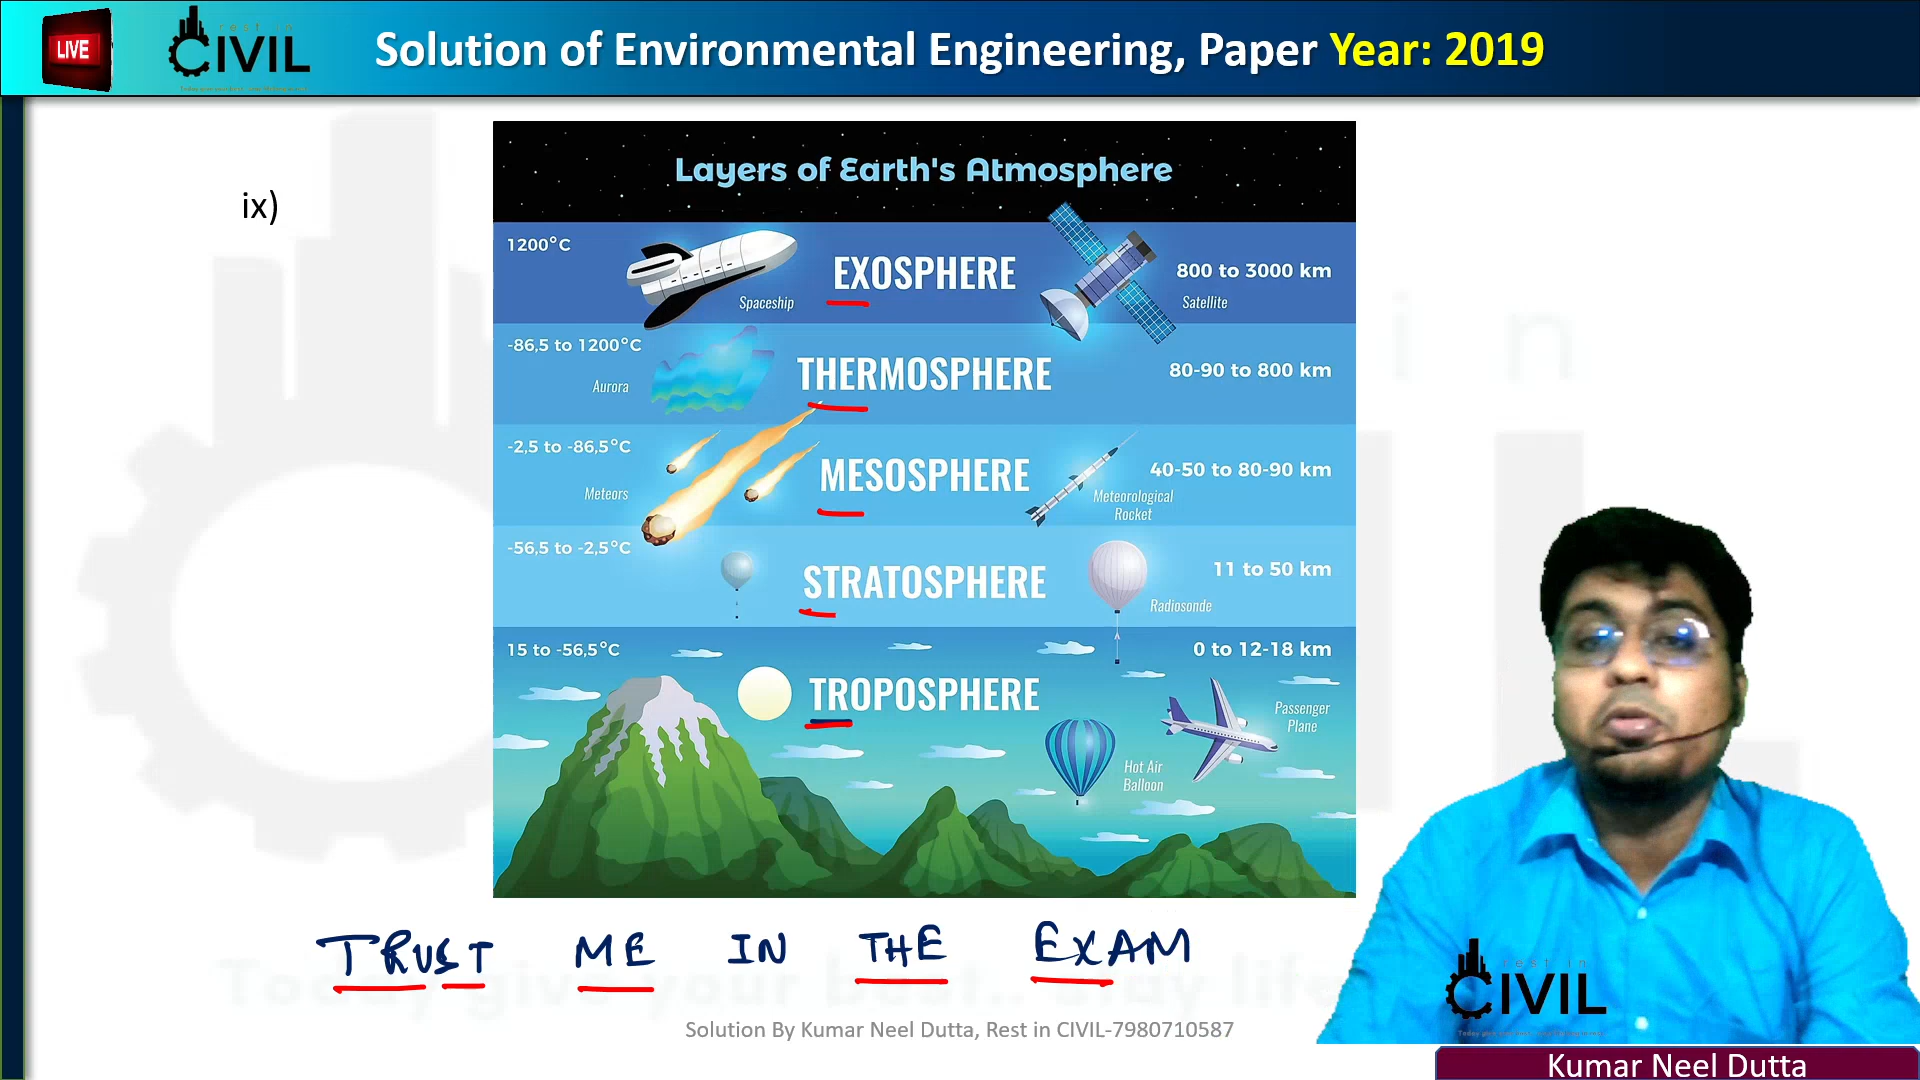 LIVE
rest in
CIVIL
Solution of Environmental Engineering, Paper Year: 2019
ix)
Layers of Earth's Atmosphere
1200°C
EXOSPHERE
800 to 3000 km
Spaceship
Satellite
-86,5 to 1200°C
THERMOSPHERE
80-90 to 800 km
Aurora
-2,5 to -86,5°C
MESOSPHERE
40-50 to 80-90 km
Meteors
Meteorological
Rocket
-56,5 to -2,5°C
STRATOSPHERE
11 to 50 km
Radiosonde
15 to -56,5°C
0 to 12-18 km
TROPOSPHERE
Passenger
Plane
Hot Air
Balloon
TRUST ME IN THE EXAM
Solution By Kumar Neel Dutta, Rest in CIVIL-7980710587
rest in
CIVIL
Kumar Neel Dutta